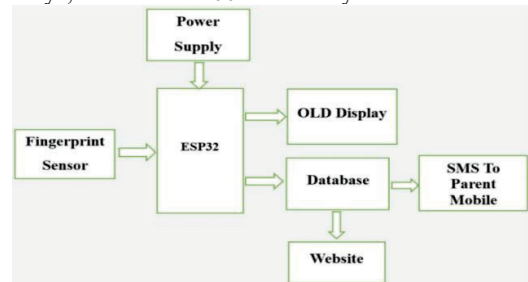 Power
Supply
OLD Display
ESP32
Fingerprint
Sensor
Database
SMS To
Parent
Mobile
Website